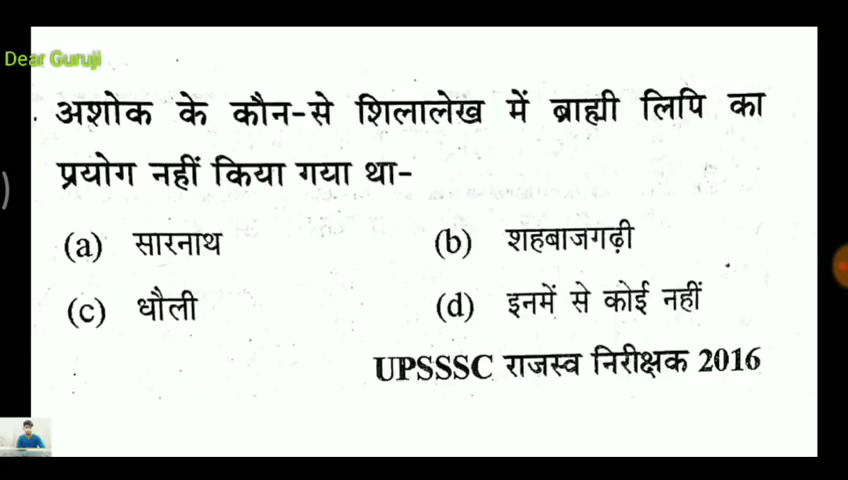 Dear Guruji
अशोक के कौन-से शिलालेख में ब्राह्मी लिपि का
प्रयोग नहीं किया गया था-
(a) सारनाथ (b) शहबाजगढ़ी
(c) धौली (d) इनमें से कोई नहीं
UPSSSC राजस्व निरीक्षक 2016